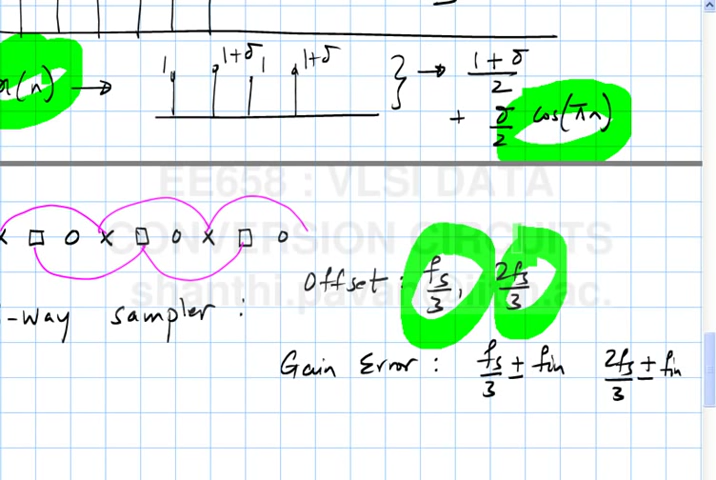 x(n) → 1 1+δ 1 1+δ } → (1+δ)/2
+ δ/2 cos(πn)
EE658 : VLSI DATA
CONVERSION CIRCUITS
x □ o x □ o x □ o
Offset : fs/3, 2fs/3
-way sampler :
Gain Error : fs/3 ± fin 2fs/3 ± fin